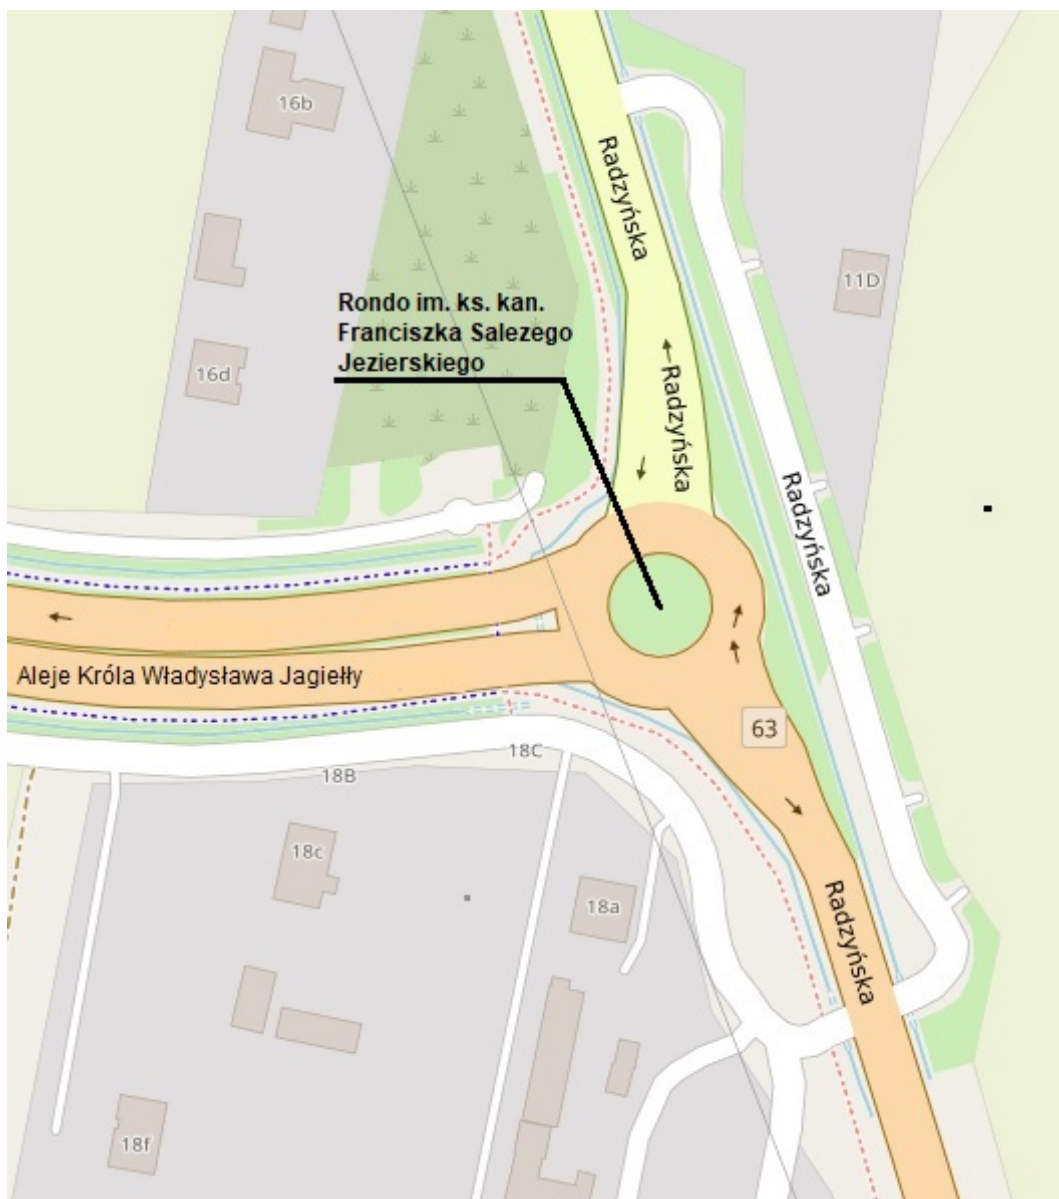 16b
Radzyńska
11D
Rondo im. ks. kan.
Franciszka Salezego
Jezierskiego
16d
Radzyńska
Radzyńska
Aleje Króla Władysława Jagiełły
63
18C
18B
18c
18a
Radzyńska
18f